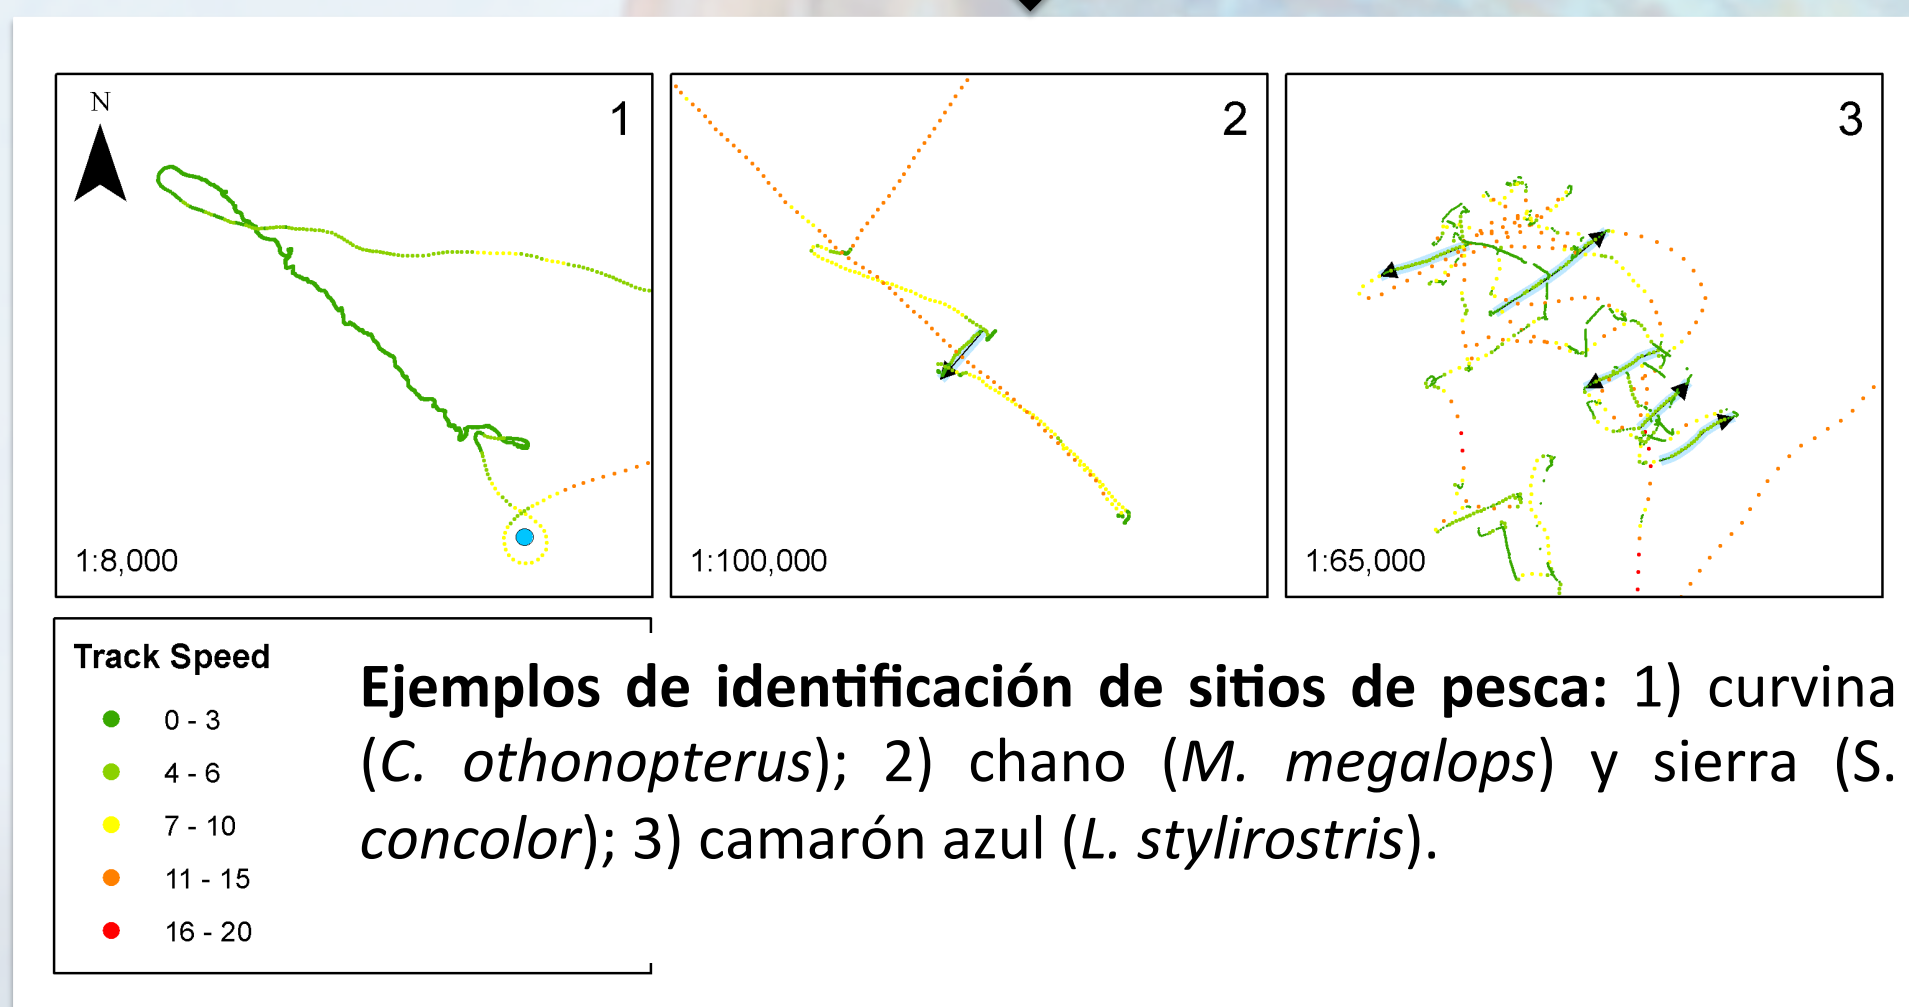 N
1
2
3
1:8,000
1:100,000
1:65,000
Track Speed
0 - 3
4 - 6
7 - 10
11 - 15
16 - 20
Ejemplos de identificación de sitios de pesca: 1) curvina
(C. othonopterus); 2) chano (M. megalops) y sierra (S.
concolor); 3) camarón azul (L. stylirostris).